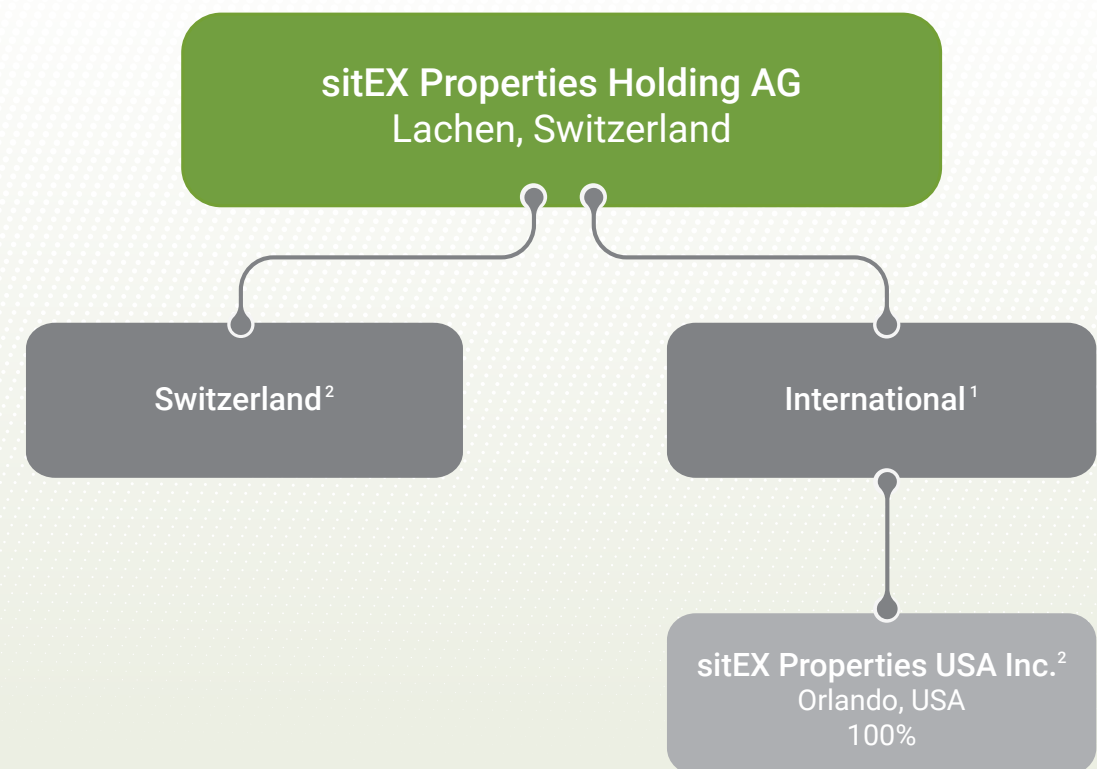 sitEX Properties Holding AG
Lachen, Switzerland
Switzerland²
International¹
sitEX Properties USA Inc.²
Orlando, USA
100%